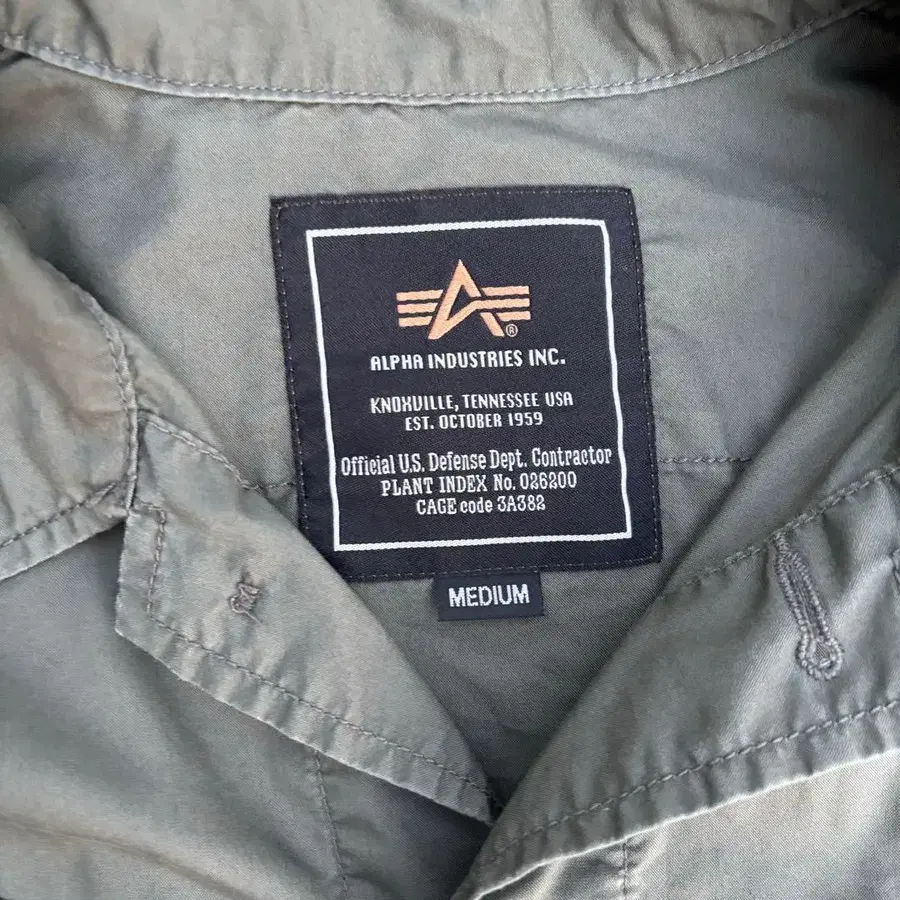 ®
ALPHA INDUSTRIES INC.
KNOXVILLE, TENNESSEE USA
EST. OCTOBER 1959
Official U.S. Defense Dept. Contractor
PLANT INDEX No. 026200
CAGE code 3A382
MEDIUM